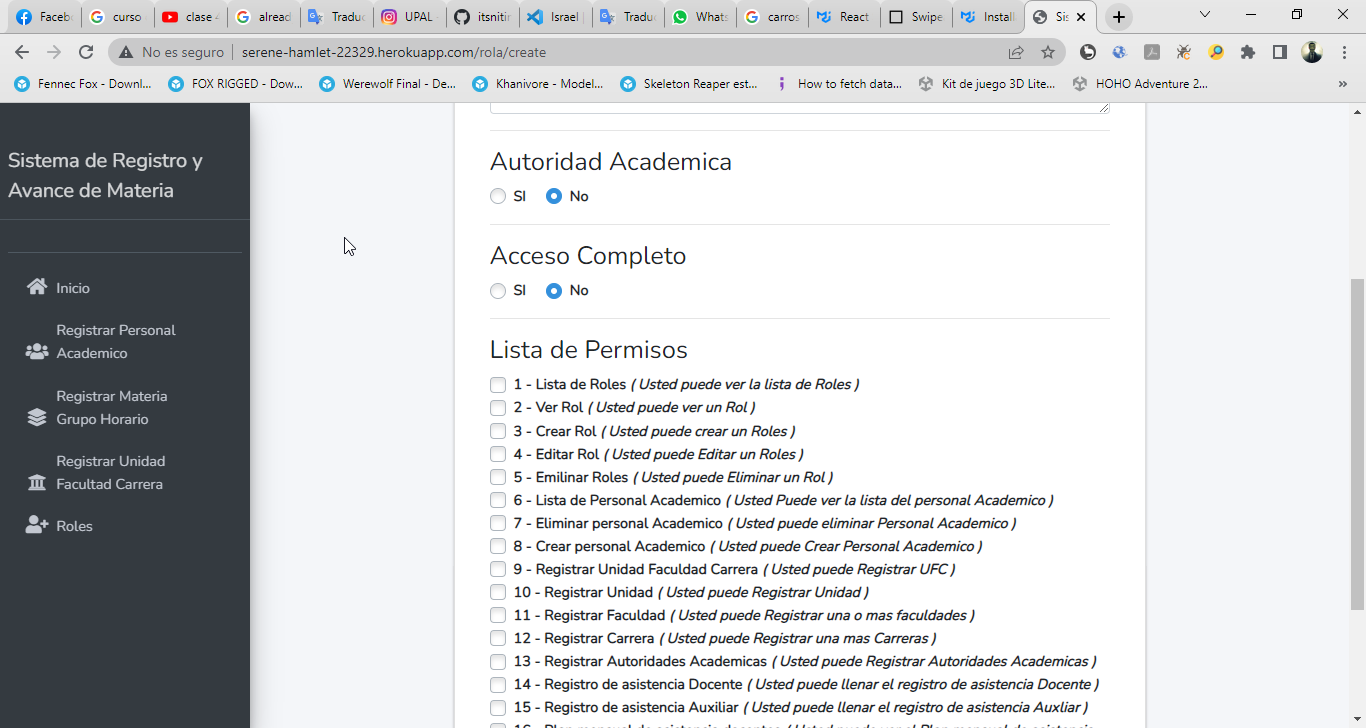 Facebo
curso
clase 4
alread
Traduc
UPAL
itsnitin
Israel
Traduc
Whats
carros
React
Swipe
Install
Sis
No es seguro
serene-hamlet-22329.herokuapp.com/rola/create
Fennec Fox - Downl...
FOX RIGGED - Dow...
Werewolf Final - De...
Khanivore - Model...
Skeleton Reaper est...
How to fetch data...
Kit de juego 3D Lite...
HOHO Adventure 2...
»
Sistema de Registro y
Avance de Materia
Inicio
Registrar Personal
Academico
Registrar Materia
Grupo Horario
Registrar Unidad
Facultad Carrera
Roles
Autoridad Academica
SI No
Acceso Completo
SI No
Lista de Permisos
1 - Lista de Roles ( Usted puede ver la lista de Roles )
2 - Ver Rol ( Usted puede ver un Rol )
3 - Crear Rol ( Usted puede crear un Roles )
4 - Editar Rol ( Usted puede Editar un Roles )
5 - Emilinar Roles ( Usted puede Eliminar un Rol )
6 - Lista de Personal Academico ( Usted Puede ver la lista del personal Academico )
7 - Eliminar personal Academico ( Usted puede eliminar Personal Academico )
8 - Crear personal Academico ( Usted puede Crear Personal Academico )
9 - Registrar Unidad Faculdad Carrera ( Usted puede Registrar UFC )
10 - Registrar Unidad ( Usted puede Registrar Unidad )
11 - Registrar Faculdad ( Usted puede Registrar una o mas faculdades )
12 - Registrar Carrera ( Usted puede Registrar una mas Carreras )
13 - Registrar Autoridades Academicas ( Usted puede Registrar Autoridades Academicas )
14 - Registro de asistencia Docente ( Usted puede llenar el registro de asistencia Docente )
15 - Registro de asistencia Auxiliar ( Usted puede llenar el registro de asistencia Auxliar )